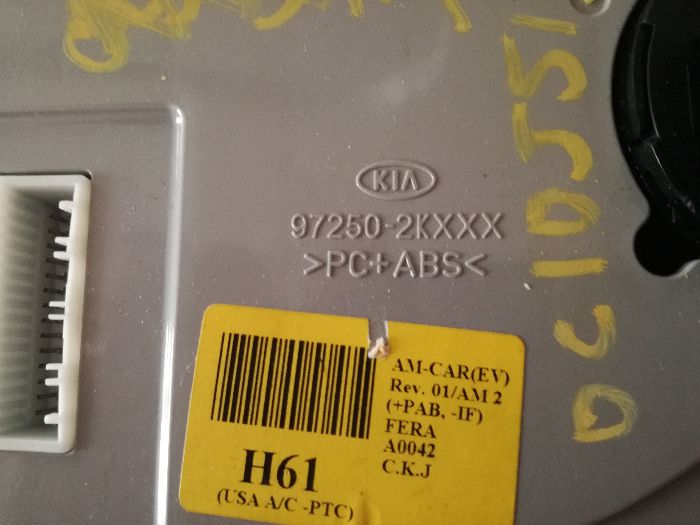 KIA
97250-2KXXX
>PC+ABS<
AM-CAR(EV)
Rev. 01/AM 2
(+PAB, -IF)
FERA
A0042
C.K.J
H61
(USA A/C -PTC)